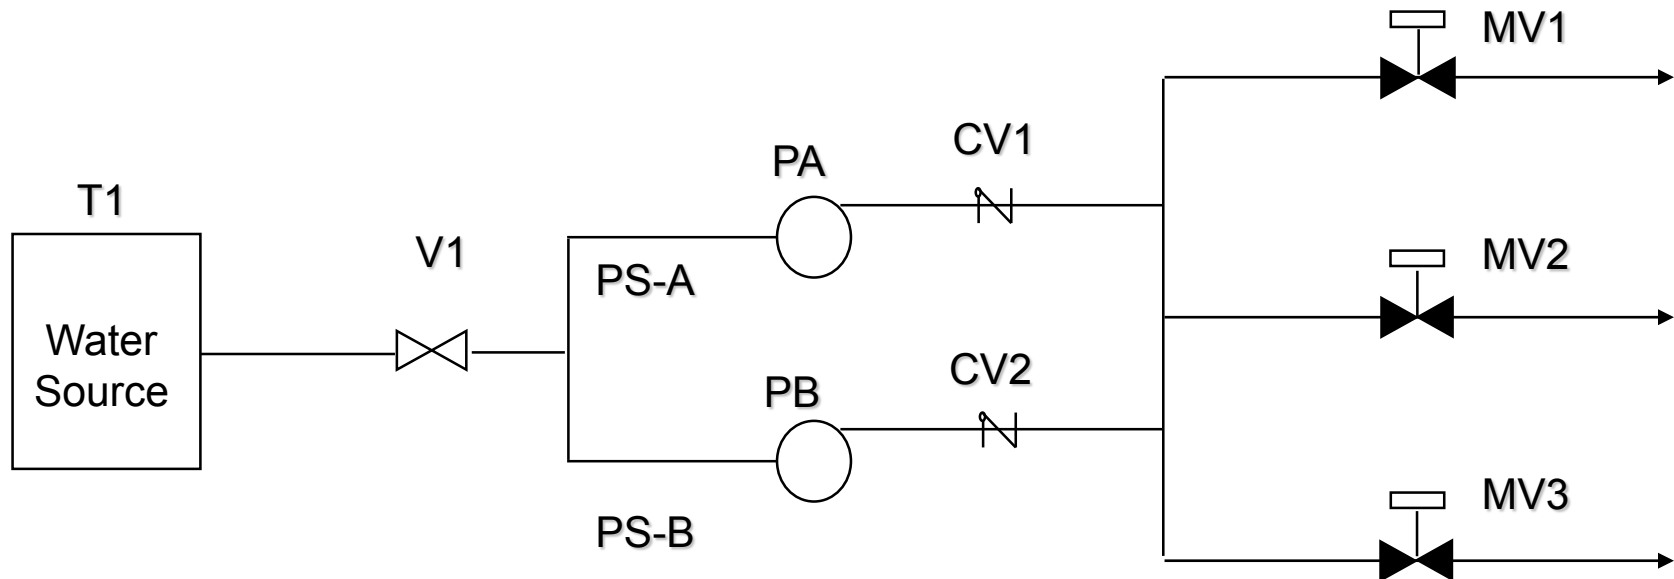 MV1
CV1
PA
T1
V1
MV2
PS-A
Water
Source
CV2
PB
MV3
PS-B